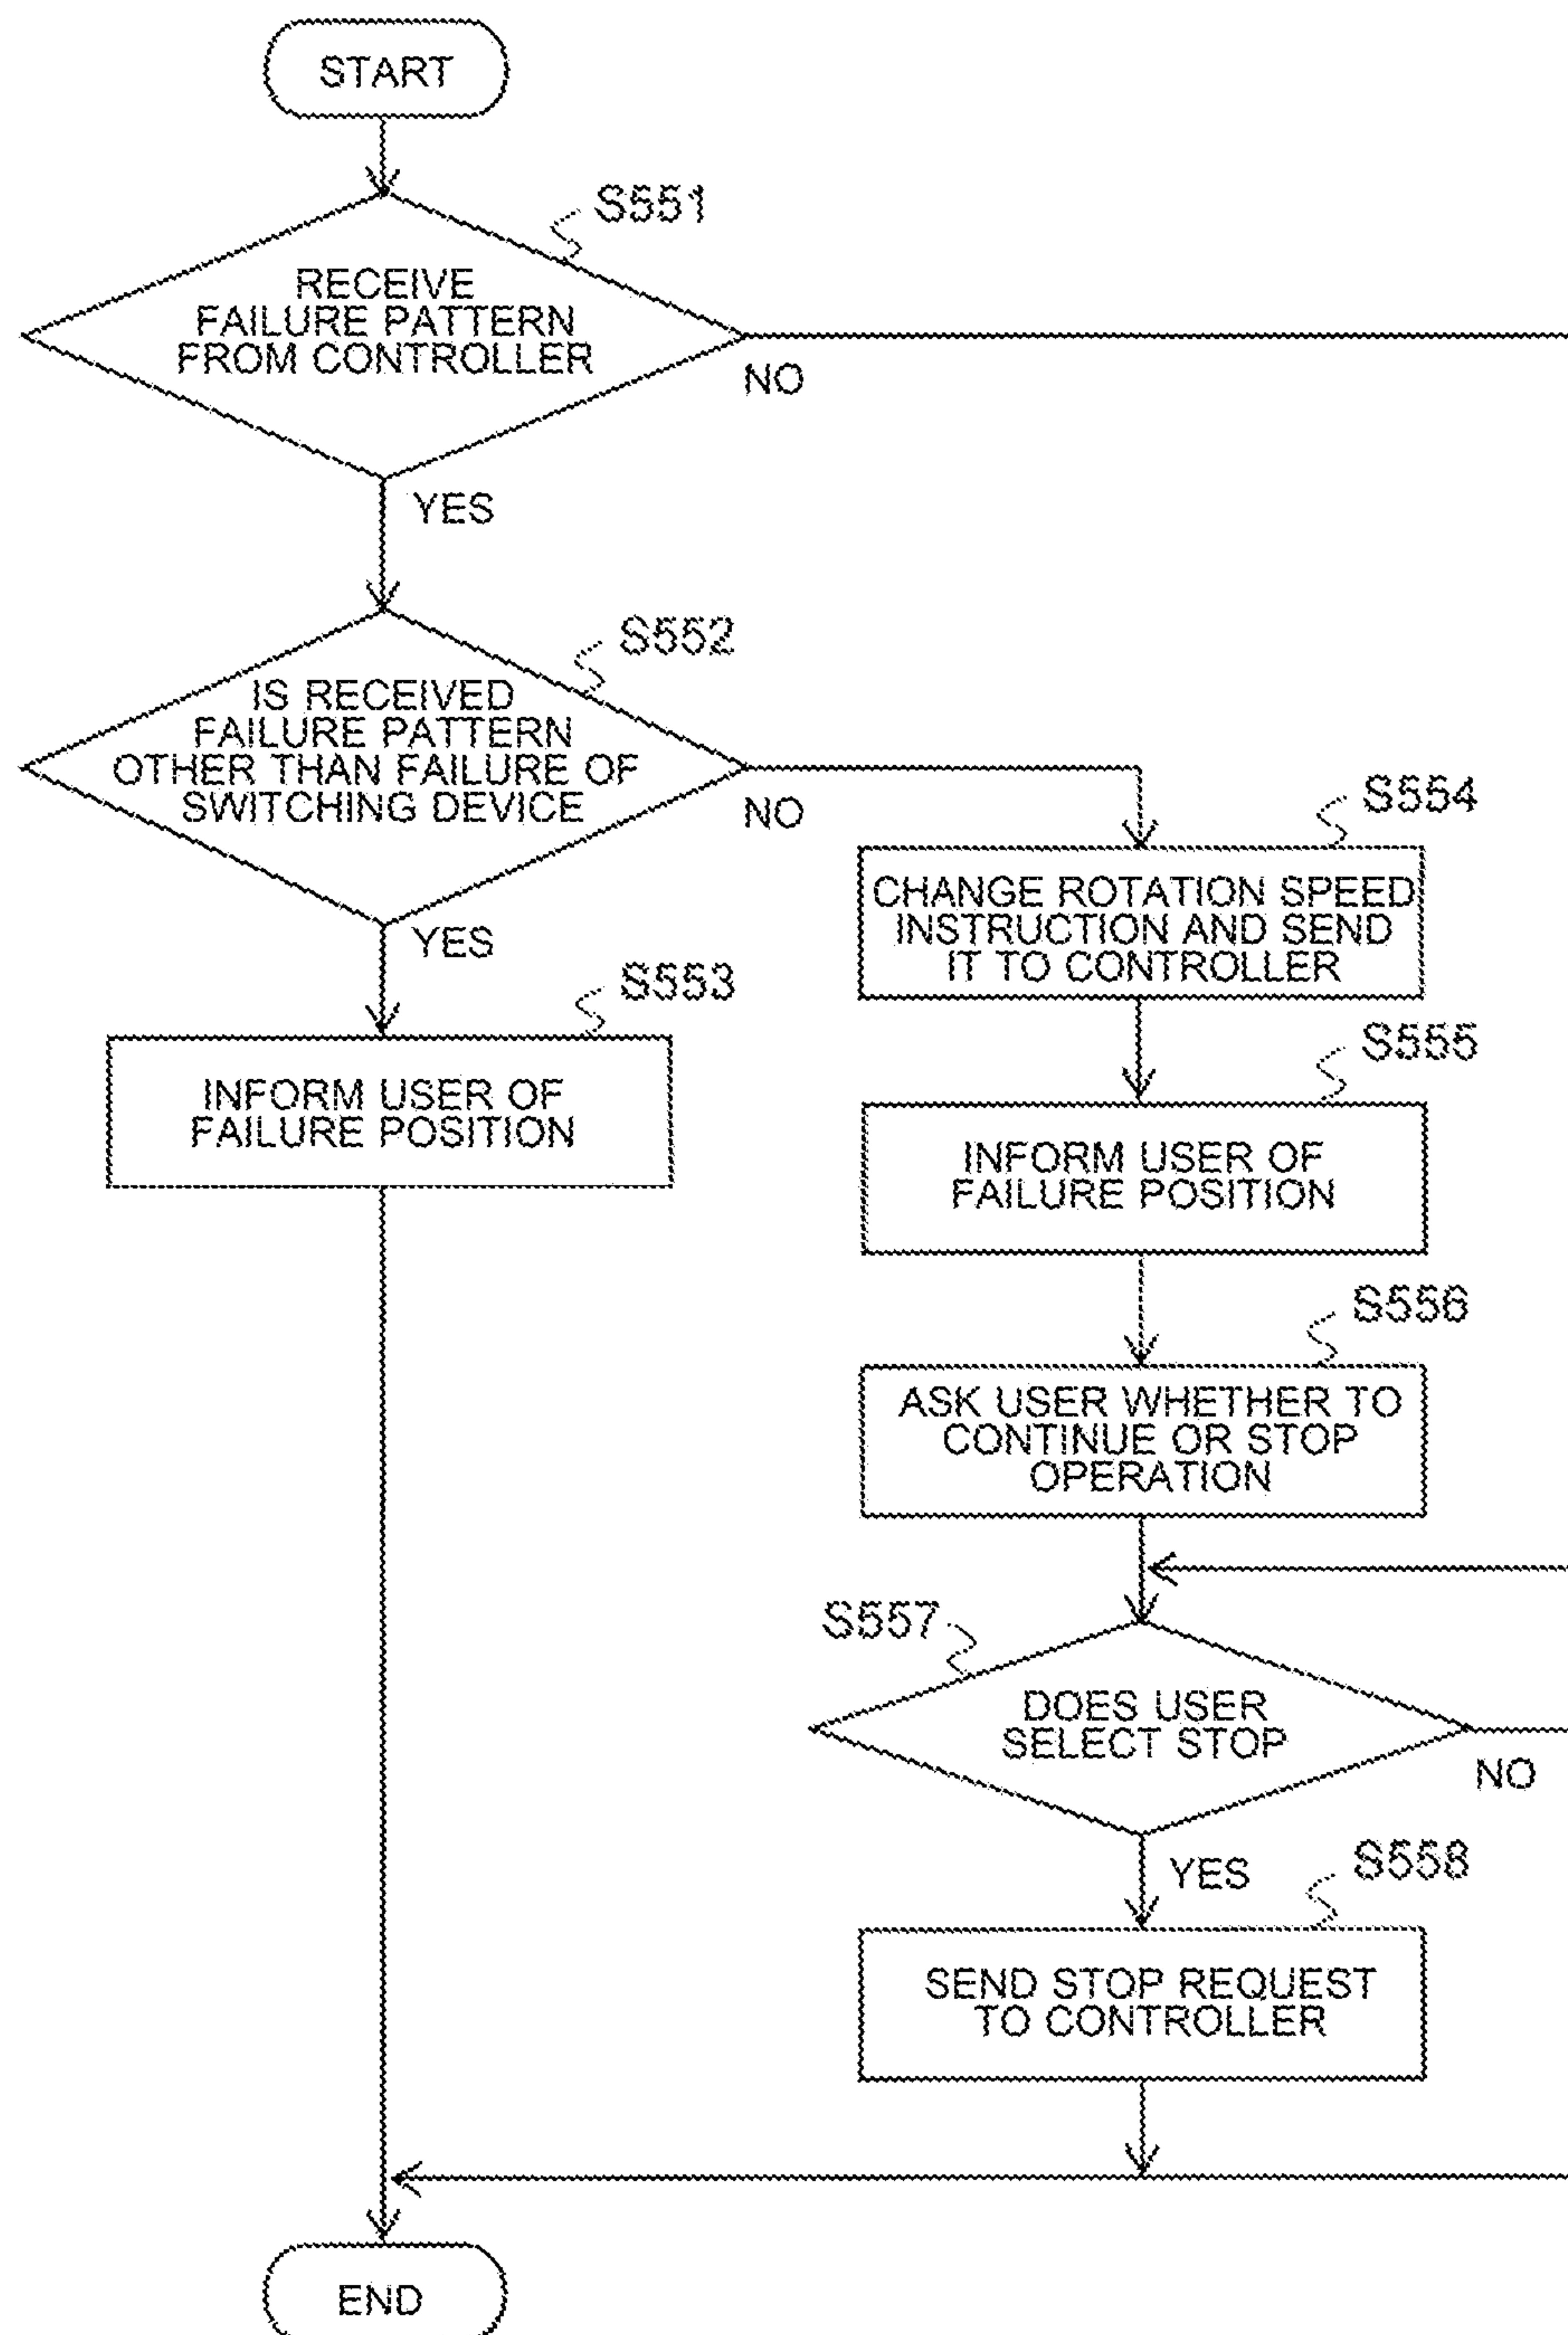 START
S551
RECEIVE
FAILURE PATTERN
FROM CONTROLLER
NO
YES
S552
IS RECEIVED
FAILURE PATTERN
OTHER THAN FAILURE OF
SWITCHING DEVICE
NO
YES
S553
INFORM USER OF
FAILURE POSITION
S554
CHANGE ROTATION SPEED
INSTRUCTION AND SEND
IT TO CONTROLLER
S555
INFORM USER OF
FAILURE POSITION
S556
ASK USER WHETHER TO
CONTINUE OR STOP
OPERATION
S557
DOES USER
SELECT STOP
NO
YES
S558
SEND STOP REQUEST
TO CONTROLLER
END